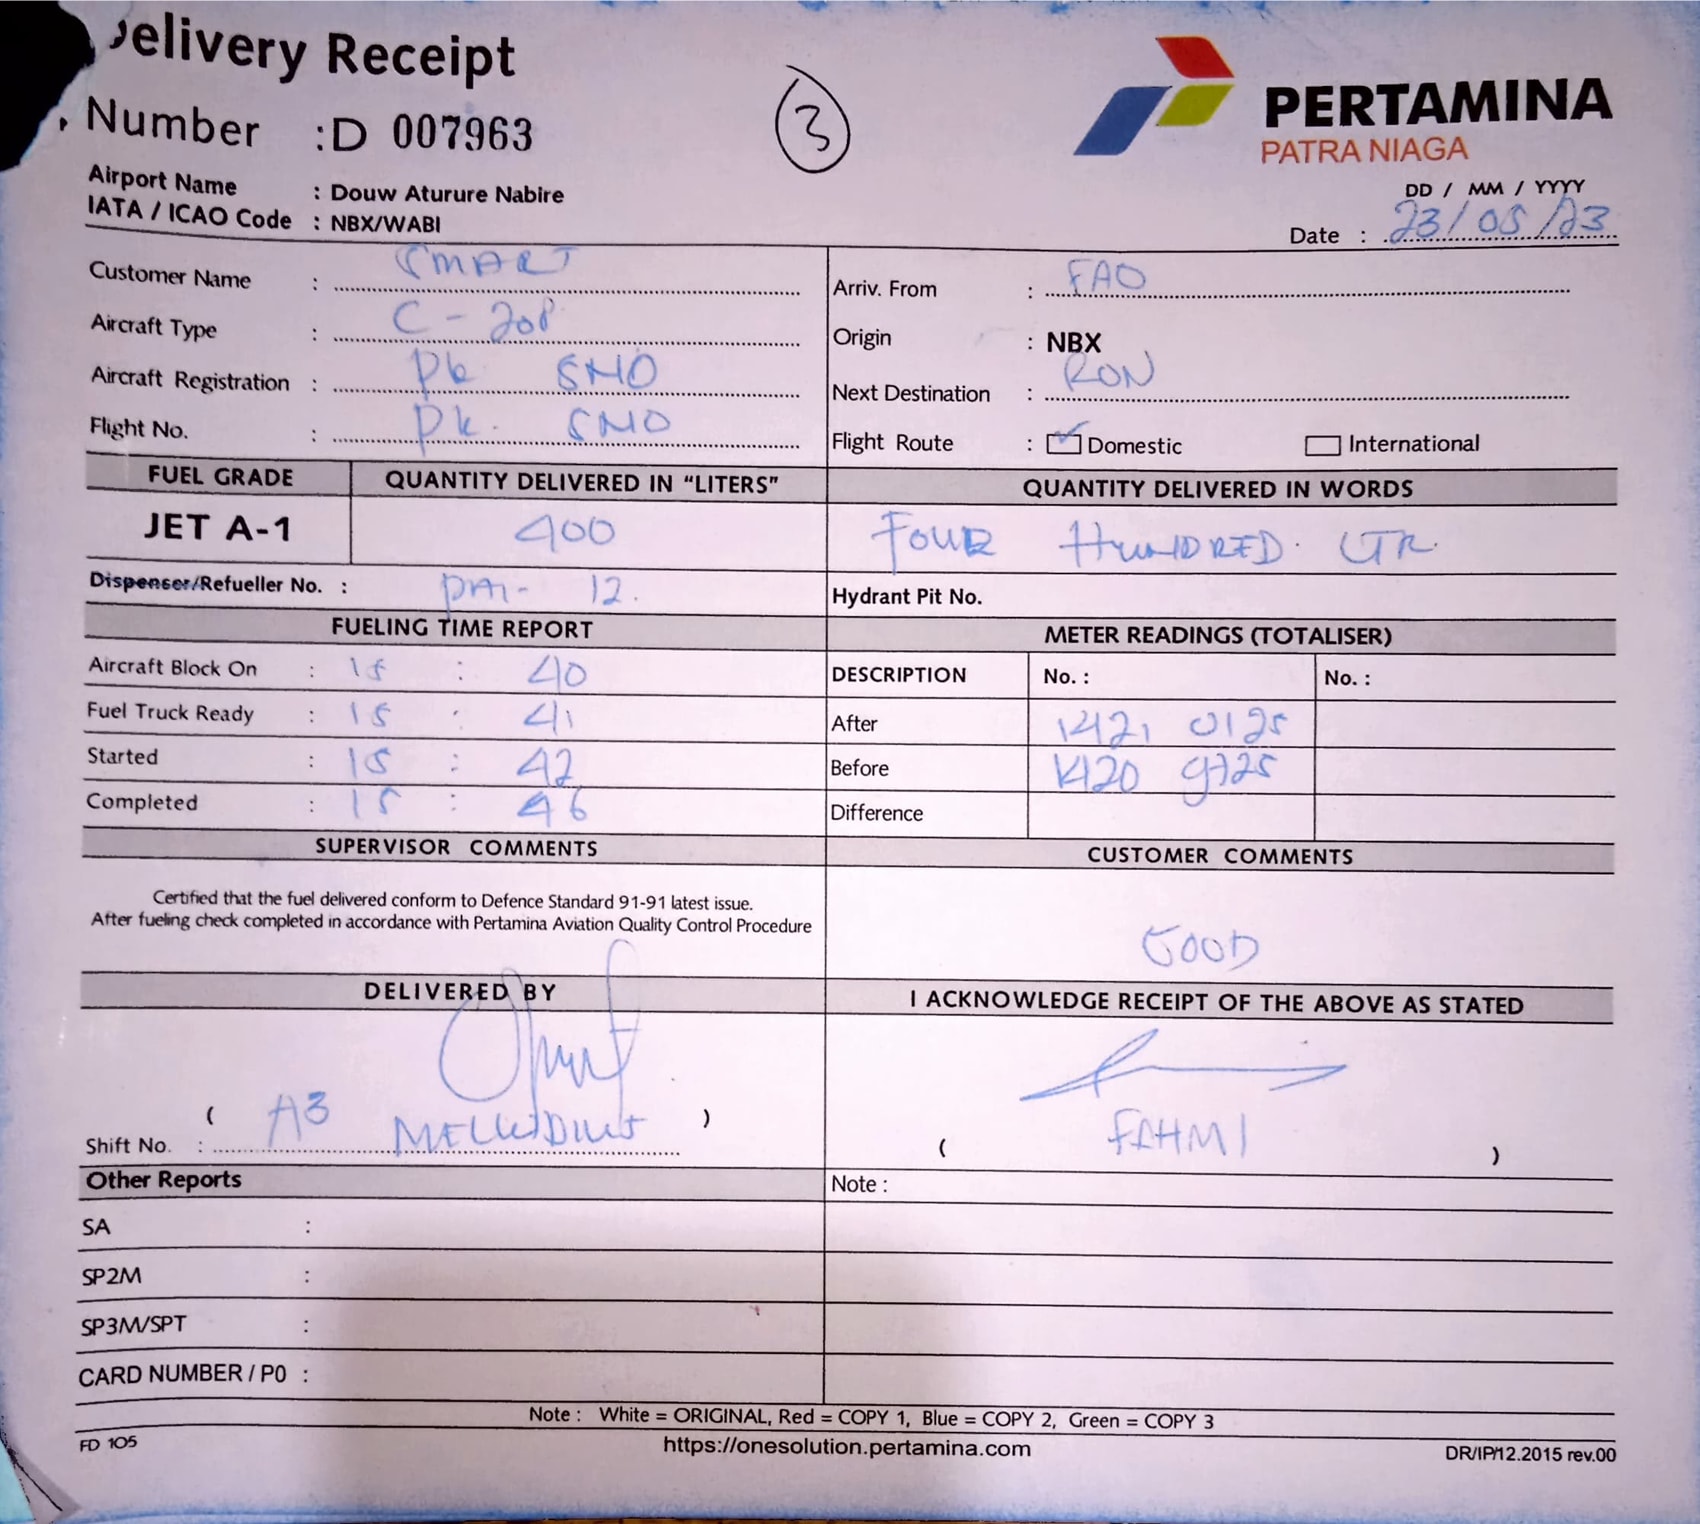 Delivery Receipt
Number : D 007963
3
PERTAMINA
PATRA NIAGA
Airport Name : Douw Aturure Nabire
IATA / ICAO Code : NBX/WABI
DD / MM / YYYY
Date : 23/05/23
Customer Name : SMART
Arriv. From : FAO
Aircraft Type : C-208
Origin : NBX
Aircraft Registration : Pk SNO
Next Destination : RON
Flight No. : Pk. SNO
Flight Route : Domestic International
FUEL GRADE QUANTITY DELIVERED IN "LITERS" QUANTITY DELIVERED IN WORDS
JET A-1 400 FOUR HUNDRED. LTR.
Dispenser/Refueller No. : 12.
Hydrant Pit No.
FUELING TIME REPORT METER READINGS (TOTALISER)
Aircraft Block On : 15 : 40
DESCRIPTION No. : No. :
Fuel Truck Ready : 15 : 41
After 1421 0125
Started : 15 : 42
Before 1420 9725
Completed : 15 : 46
Difference
SUPERVISOR COMMENTS CUSTOMER COMMENTS
Certified that the fuel delivered conform to Defence Standard 91-91 latest issue.
After fueling check completed in accordance with Pertamina Aviation Quality Control Procedure
GOOD
DELIVERED BY I ACKNOWLEDGE RECEIPT OF THE ABOVE AS STATED
( A3 )
Shift No. :
( FAHMI )
Other Reports Note :
SA :
SP2M :
SP3M/SPT :
CARD NUMBER / P0 :
Note : White = ORIGINAL, Red = COPY 1, Blue = COPY 2, Green = COPY 3
FD 105 https://onesolution.pertamina.com DR/IP/12.2015 rev.00